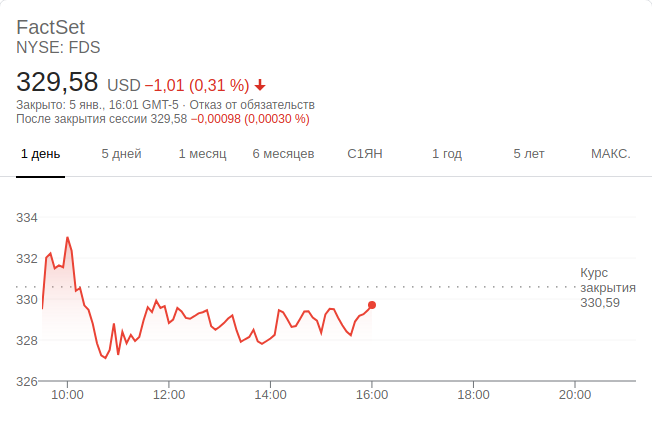 FactSet
NYSE: FDS
329,58 USD −1,01 (0,31 %)
Закрыто: 5 янв., 16:01 GMT-5 · Отказ от обязательств
После закрытия сессии 329,58 −0,00098 (0,00030 %)
1 день 5 дней 1 месяц 6 месяцев С1ЯН 1 год 5 лет МАКС.
334
332
Курс
закрытия
330,59
330
328
326
10:00 12:00 14:00 16:00 18:00 20:00